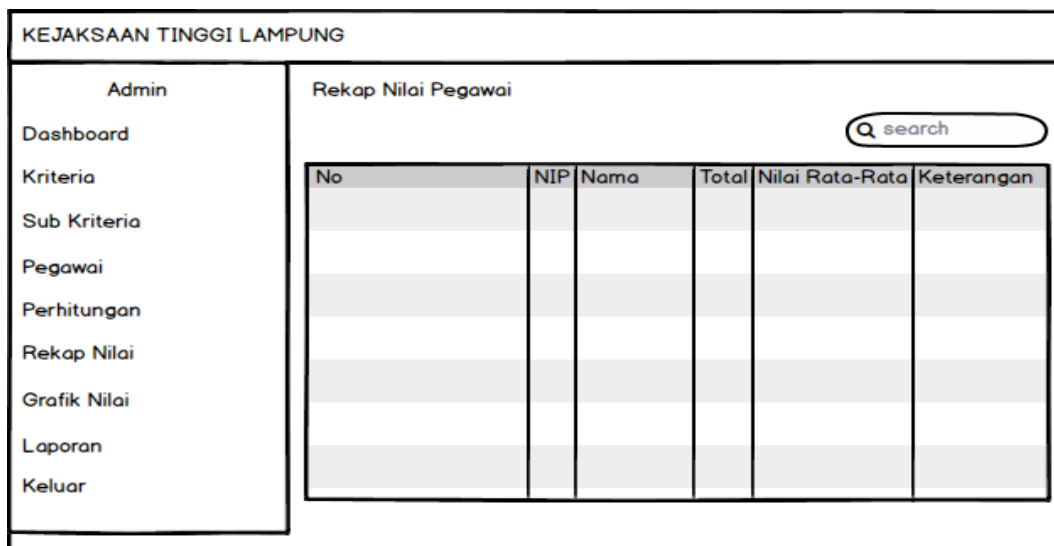 KEJAKSAAN TINGGI LAMPUNG
Admin
Dashboard
Kriteria
Sub Kriteria
Pegawai
Perhitungan
Rekap Nilai
Grafik Nilai
Laporan
Keluar
Rekap Nilai Pegawai
search
No NIP Nama Total Nilai Rata-Rata Keterangan